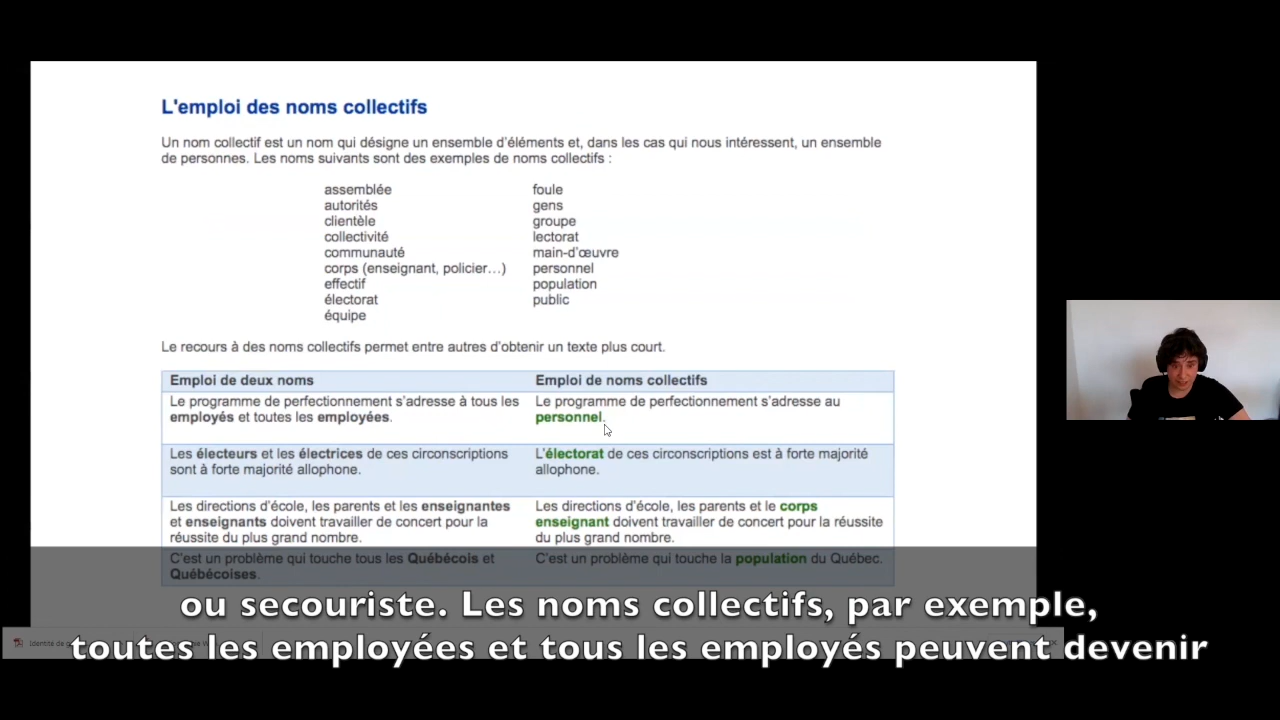 L'emploi des noms collectifs
Un nom collectif est un nom qui désigne un ensemble d'éléments et, dans les cas qui nous intéressent, un ensemble
de personnes. Les noms suivants sont des exemples de noms collectifs :
assemblée
autorités
clientèle
collectivité
communauté
corps (enseignant, policier…)
effectif
électorat
équipe
foule
gens
groupe
lectorat
main-d'œuvre
personnel
population
public
Le recours à des noms collectifs permet entre autres d'obtenir un texte plus court.
Emploi de deux noms
Emploi de noms collectifs
Le programme de perfectionnement s'adresse à tous les
employés et toutes les employées.
Le programme de perfectionnement s'adresse au
personnel.
Les électeurs et les électrices de ces circonscriptions
sont à forte majorité allophone.
L'électorat de ces circonscriptions est à forte majorité
allophone.
Les directions d'école, les parents et les enseignantes
et enseignants doivent travailler de concert pour la
réussite du plus grand nombre.
Les directions d'école, les parents et le corps
enseignant doivent travailler de concert pour la réussite
du plus grand nombre.
C'est un problème qui touche tous les Québécois et
Québécoises.
C'est un problème qui touche la population du Québec.
ou secouriste. Les noms collectifs, par exemple,
toutes les employées et tous les employés peuvent devenir